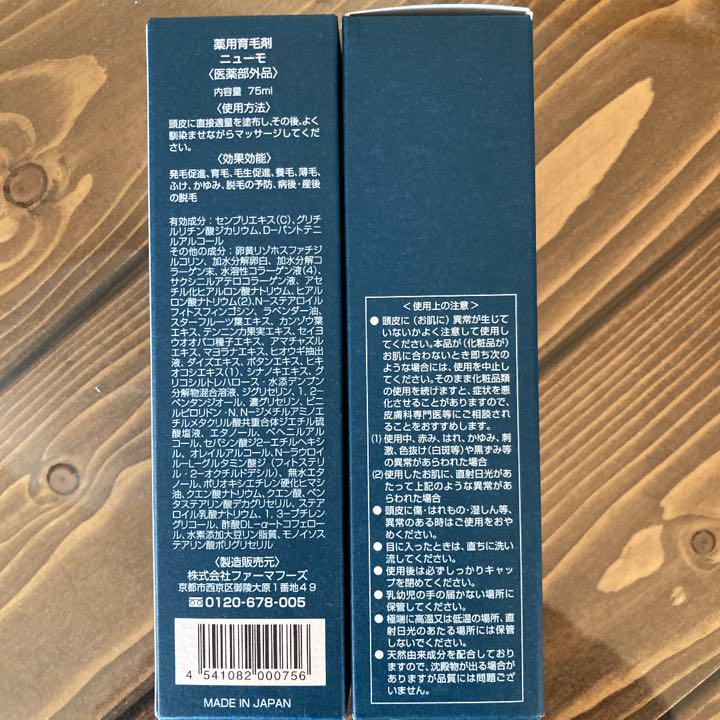 薬用育毛剤
ニューモ
〈医薬部外品〉
内容量 75ml
〈使用方法〉
頭皮に直接適量を塗布し、その後、よく
馴染ませながらマッサージしてくだ
さい。
〈効果効能〉
発毛促進、育毛、毛生促進、養毛、薄毛、
ふけ、かゆみ、脱毛の予防、病後・産後
の脱毛
有効成分：センブリエキス(C)、グリチ
ルリチン酸ジカリウム、D-パントテニ
ルアルコール
その他の成分：卵黄リゾホスファチジ
ルコリン、加水分解卵白、加水分解コ
ラーゲン末、水溶性コラーゲン液(4)、
サクシニルアテロコラーゲン液、アセ
チル化ヒアルロン酸ナトリウム、ヒアル
ロン酸ナトリウム(2)、N-ステアロイル
フィトスフィンゴシン、ラベンダー油、
スターフルーツ葉エキス、カンゾウ葉
エキス、テンニンカ果実エキス、セイヨ
ウオオバコ種子エキス、アマチャヅル
エキス、マヨラナエキス、ヒオウギ抽出
液、ダイズエキス、ボタンエキス、ヒキ
オコシエキス(1)、シナノキエキス、グ
リコシルトレハロース・水添デンプン
分解物混合溶液、ジグリセリン、1,2-
ペンタンジオール、濃グリセリン、ビニ
ルピロリドン・N,N-ジメチルアミノエ
チルメタクリル酸共重合体ジエチル硫
酸塩液、エタノール、ベヘニルアル
コール、セバシン酸ジ2-エチルヘキシ
ル、オレイルアルコール、N-ラウロイ
ル-L-グルタミン酸ジ(フィトステリ
ル・2-オクチルドデシル)、無水エタ
ノール、ポリオキシエチレン硬化ヒマシ
油、クエン酸ナトリウム、クエン酸、ペン
タステアリン酸デカグリセリル、ステア
ロイル乳酸ナトリウム、1,3-ブチレン
グリコール、酢酸DL-α-トコフェロー
ル、水素添加大豆リン脂質、モノイソス
テアリン酸ポリグリセリル
〈製造販売元〉
株式会社ファーマフーズ
京都市西京区御陵大原1番地49
0120-678-005
4 541082 000756
MADE IN JAPAN
＜使用上の注意＞
●頭皮に(お肌に)異常が生じて
いないかよく注意して使用し
てください。本品が(化粧品が)
お肌に合わないとき即ち次の
ような場合には、使用を中止し
てください。そのまま化粧品類
の使用を続けますと、症状を悪
化させることがありますので、
皮膚科専門医等にご相談され
ることをおすすめします。
(1)使用中、赤み、はれ、かゆみ、刺
激、色抜け(白斑等)や黒ずみ等
の異常があらわれた場合
(2)使用したお肌に、直射日光があ
たって上記のような異常があ
らわれた場合
●頭皮に傷・はれもの・湿しん等、
異常のある時はご使用をおや
めください。
●目に入ったときは、直ちに洗い
流してください。
●使用後は必ずしっかりキャッ
プを閉めてください。
●乳幼児の手の届かない場所に
保管してください。
●極端に高温又は低温の場所、直
射日光のあたる場所には保管
しないでください。
●天然由来成分を配合しており
ますので、沈殿物が出る場合が
ありますが品質には問題ござ
いません。